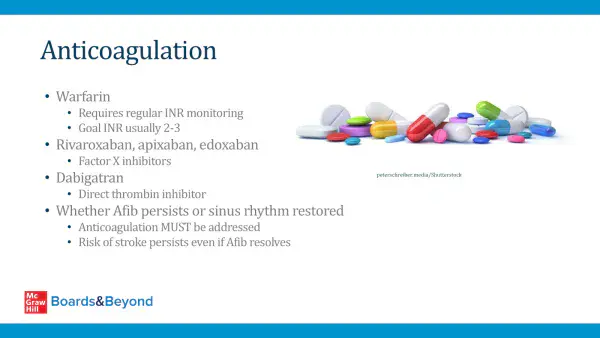 Anticoagulation
• Warfarin
• Requires regular INR monitoring
• Goal INR usually 2-3
• Rivaroxaban, apixaban, edoxaban
• Factor X inhibitors
• Dabigatran
• Direct thrombin inhibitor
• Whether Afib persists or sinus rhythm restored
• Anticoagulation MUST be addressed
• Risk of stroke persists even if Afib resolves
peterschreiber.media/Shutterstock
Mc
Graw
Hill
Boards&Beyond